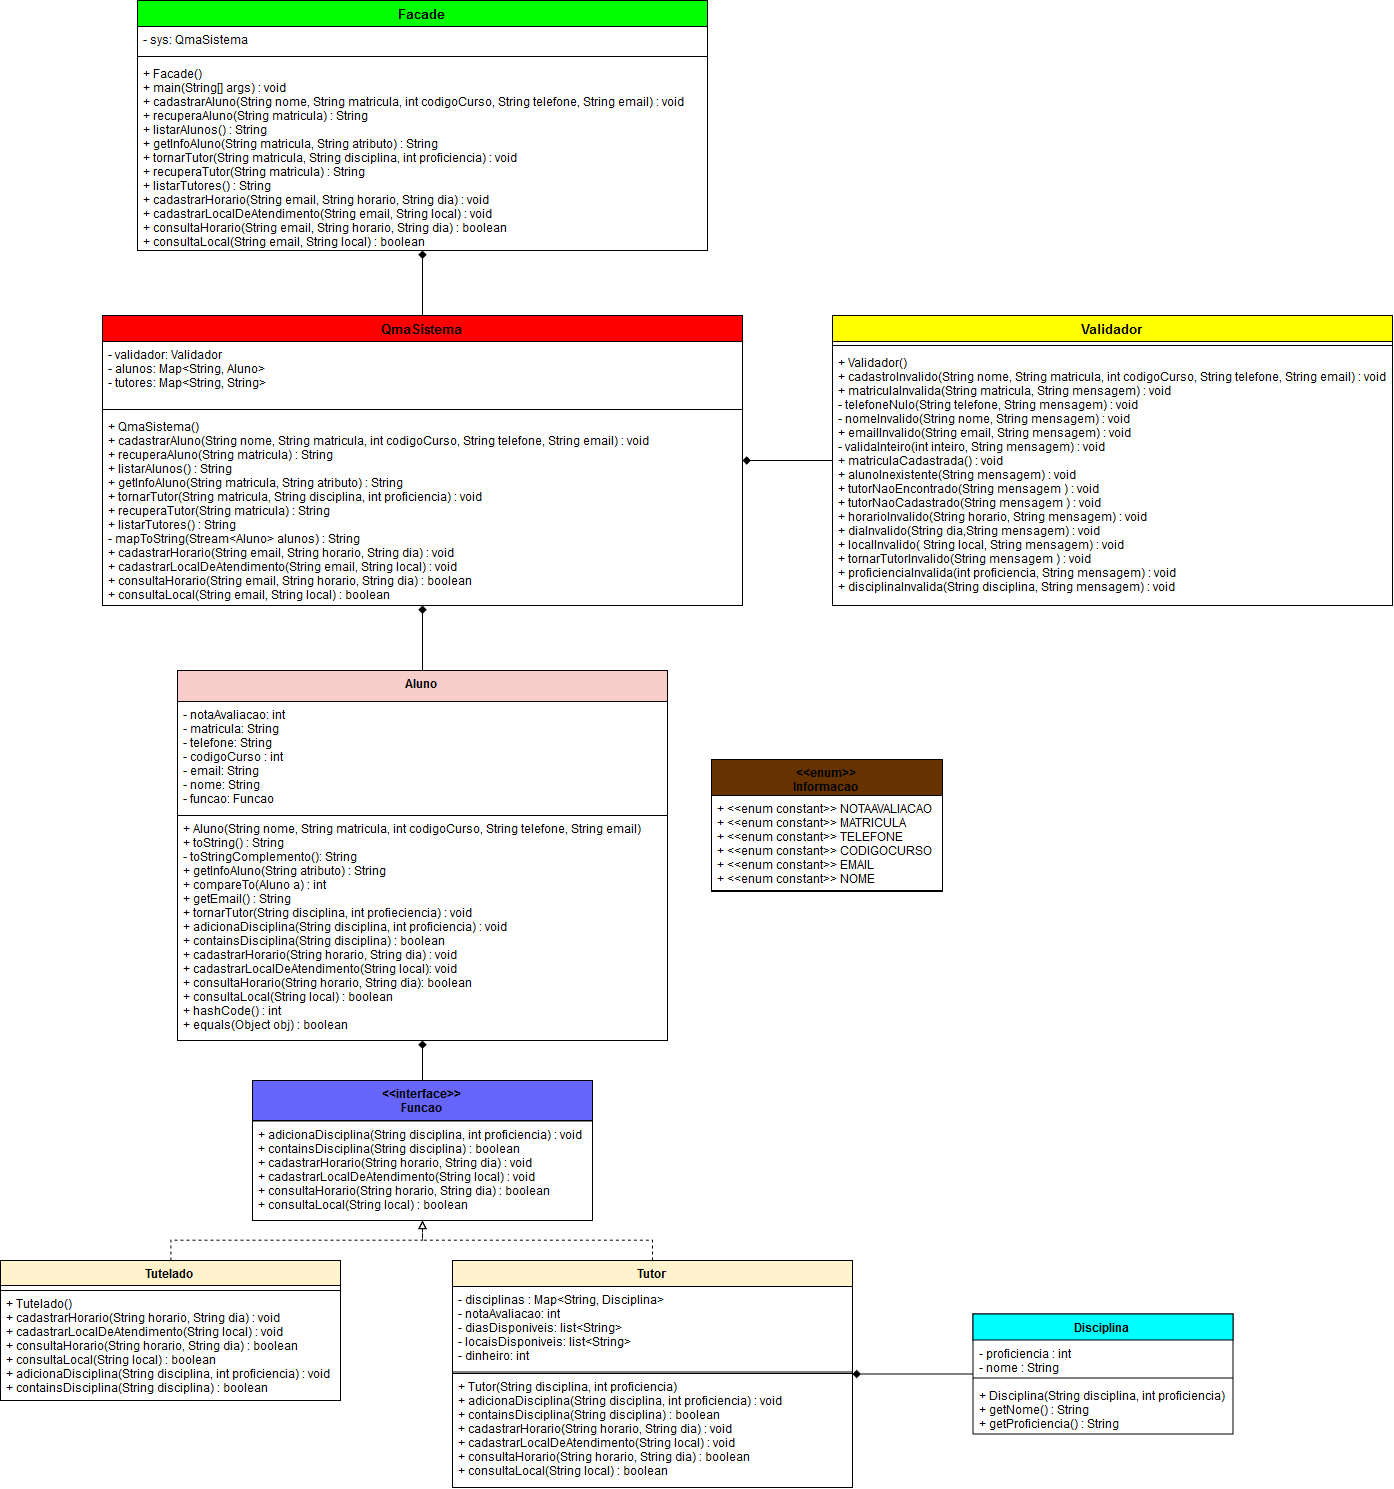 Facade
- sys: QmaSistema
+ Facade()
+ main(String[] args) : void
+ cadastrarAluno(String nome, String matricula, int codigoCurso, String telefone, String email) : void
+ recuperaAluno(String matricula) : String
+ listarAlunos() : String
+ getInfoAluno(String matricula, String atributo) : String
+ tornarTutor(String matricula, String disciplina, int proficiencia) : void
+ recuperaTutor(String matricula) : String
+ listarTutores() : String
+ cadastrarHorario(String email, String horario, String dia) : void
+ cadastrarLocalDeAtendimento(String email, String local) : void
+ consultaHorario(String email, String horario, String dia) : boolean
+ consultaLocal(String email, String local) : boolean
QmaSistema
- validador: Validador
- alunos: Map<String, Aluno>
- tutores: Map<String, String>
+ QmaSistema()
+ cadastrarAluno(String nome, String matricula, int codigoCurso, String telefone, String email) : void
+ recuperaAluno(String matricula) : String
+ listarAlunos() : String
+ getInfoAluno(String matricula, String atributo) : String
+ tornarTutor(String matricula, String disciplina, int proficiencia) : void
+ recuperaTutor(String matricula) : String
+ listarTutores() : String
- mapToString(Stream<Aluno> alunos) : String
+ cadastrarHorario(String email, String horario, String dia) : void
+ cadastrarLocalDeAtendimento(String email, String local) : void
+ consultaHorario(String email, String horario, String dia) : boolean
+ consultaLocal(String email, String local) : boolean
Validador
+ Validador()
+ cadastroInvalido(String nome, String matricula, int codigoCurso, String telefone, String email) : void
+ matriculaInvalida(String matricula, String mensagem) : void
- telefoneNulo(String telefone, String mensagem) : void
- nomeInvalido(String nome, String mensagem) : void
+ emailInvalido(String email, String mensagem) : void
- validaInteiro(int inteiro, String mensagem) : void
+ matriculaCadastrada() : void
+ alunoInexistente(String mensagem) : void
+ tutorNaoEncontrado(String mensagem ) : void
+ tutorNaoCadastrado(String mensagem ) : void
+ horarioInvalido(String horario, String mensagem) : void
+ diaInvalido(String dia,String mensagem) : void
+ localInvalido( String local, String mensagem) : void
+ tornarTutorInvalido(String mensagem ) : void
+ proficienciaInvalida(int proficiencia, String mensagem) : void
+ disciplinaInvalida(String disciplina, String mensagem) : void
Aluno
- notaAvaliacao: int
- matricula: String
- telefone: String
- codigoCurso : int
- email: String
- nome: String
- funcao: Funcao
+ Aluno(String nome, String matricula, int codigoCurso, String telefone, String email)
+ toString() : String
- toStringComplemento(): String
+ getInfoAluno(String atributo) : String
+ compareTo(Aluno a) : int
+ getEmail() : String
+ tornarTutor(String disciplina, int profieciencia) : void
+ adicionaDisciplina(String disciplina, int proficiencia) : void
+ containsDisciplina(String disciplina) : boolean
+ cadastrarHorario(String horario, String dia) : void
+ cadastrarLocalDeAtendimento(String local): void
+ consultaHorario(String horario, String dia): boolean
+ consultaLocal(String local) : boolean
+ hashCode() : int
+ equals(Object obj) : boolean
<<enum>>
Informacao
+ <<enum constant>> NOTAAVALIACAO
+ <<enum constant>> MATRICULA
+ <<enum constant>> TELEFONE
+ <<enum constant>> CODIGOCURSO
+ <<enum constant>> EMAIL
+ <<enum constant>> NOME
<<interface>>
Funcao
+ adicionaDisciplina(String disciplina, int proficiencia) : void
+ containsDisciplina(String disciplina) : boolean
+ cadastrarHorario(String horario, String dia) : void
+ cadastrarLocalDeAtendimento(String local) : void
+ consultaHorario(String horario, String dia) : boolean
+ consultaLocal(String local) : boolean
Tutelado
+ Tutelado()
+ cadastrarHorario(String horario, String dia) : void
+ cadastrarLocalDeAtendimento(String local) : void
+ consultaHorario(String horario, String dia) : boolean
+ consultaLocal(String local) : boolean
+ adicionaDisciplina(String disciplina, int proficiencia) : void
+ containsDisciplina(String disciplina) : boolean
Tutor
- disciplinas : Map<String, Disciplina>
- notaAvaliacao: int
- diasDisponiveis: list<String>
- locaisDisponiveis: list<String>
- dinheiro: int
+ Tutor(String disciplina, int proficiencia)
+ adicionaDisciplina(String disciplina, int proficiencia) : void
+ containsDisciplina(String disciplina) : boolean
+ cadastrarHorario(String horario, String dia) : void
+ cadastrarLocalDeAtendimento(String local) : void
+ consultaHorario(String horario, String dia) : boolean
+ consultaLocal(String local) : boolean
Disciplina
- proficiencia : int
- nome : String
+ Disciplina(String disciplina, int proficiencia)
+ getNome() : String
+ getProficiencia() : String